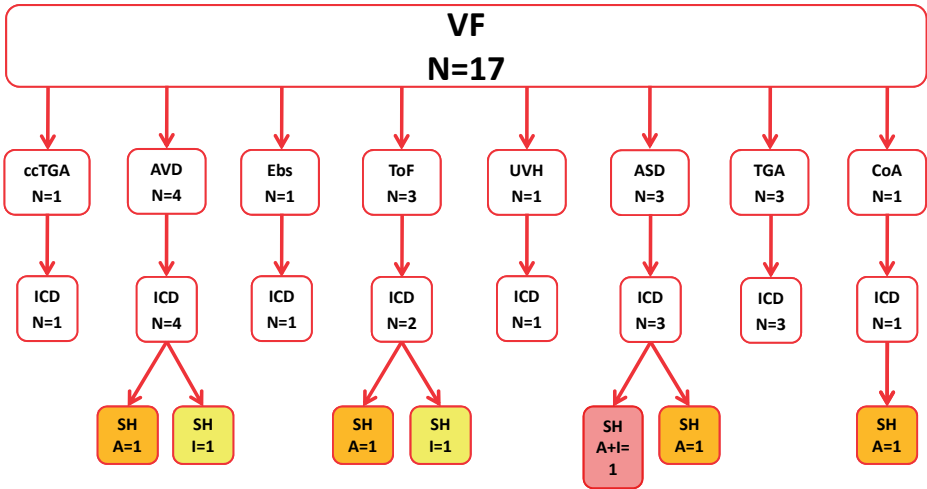 VF
N=17
ccTGA
N=1
AVD
N=4
Ebs
N=1
ToF
N=3
UVH
N=1
ASD
N=3
TGA
N=3
CoA
N=1
ICD
N=1
ICD
N=4
ICD
N=1
ICD
N=2
ICD
N=1
ICD
N=3
ICD
N=3
ICD
N=1
SH
A=1
SH
I=1
SH
A=1
SH
I=1
SH
A+I=
1
SH
A=1
SH
A=1